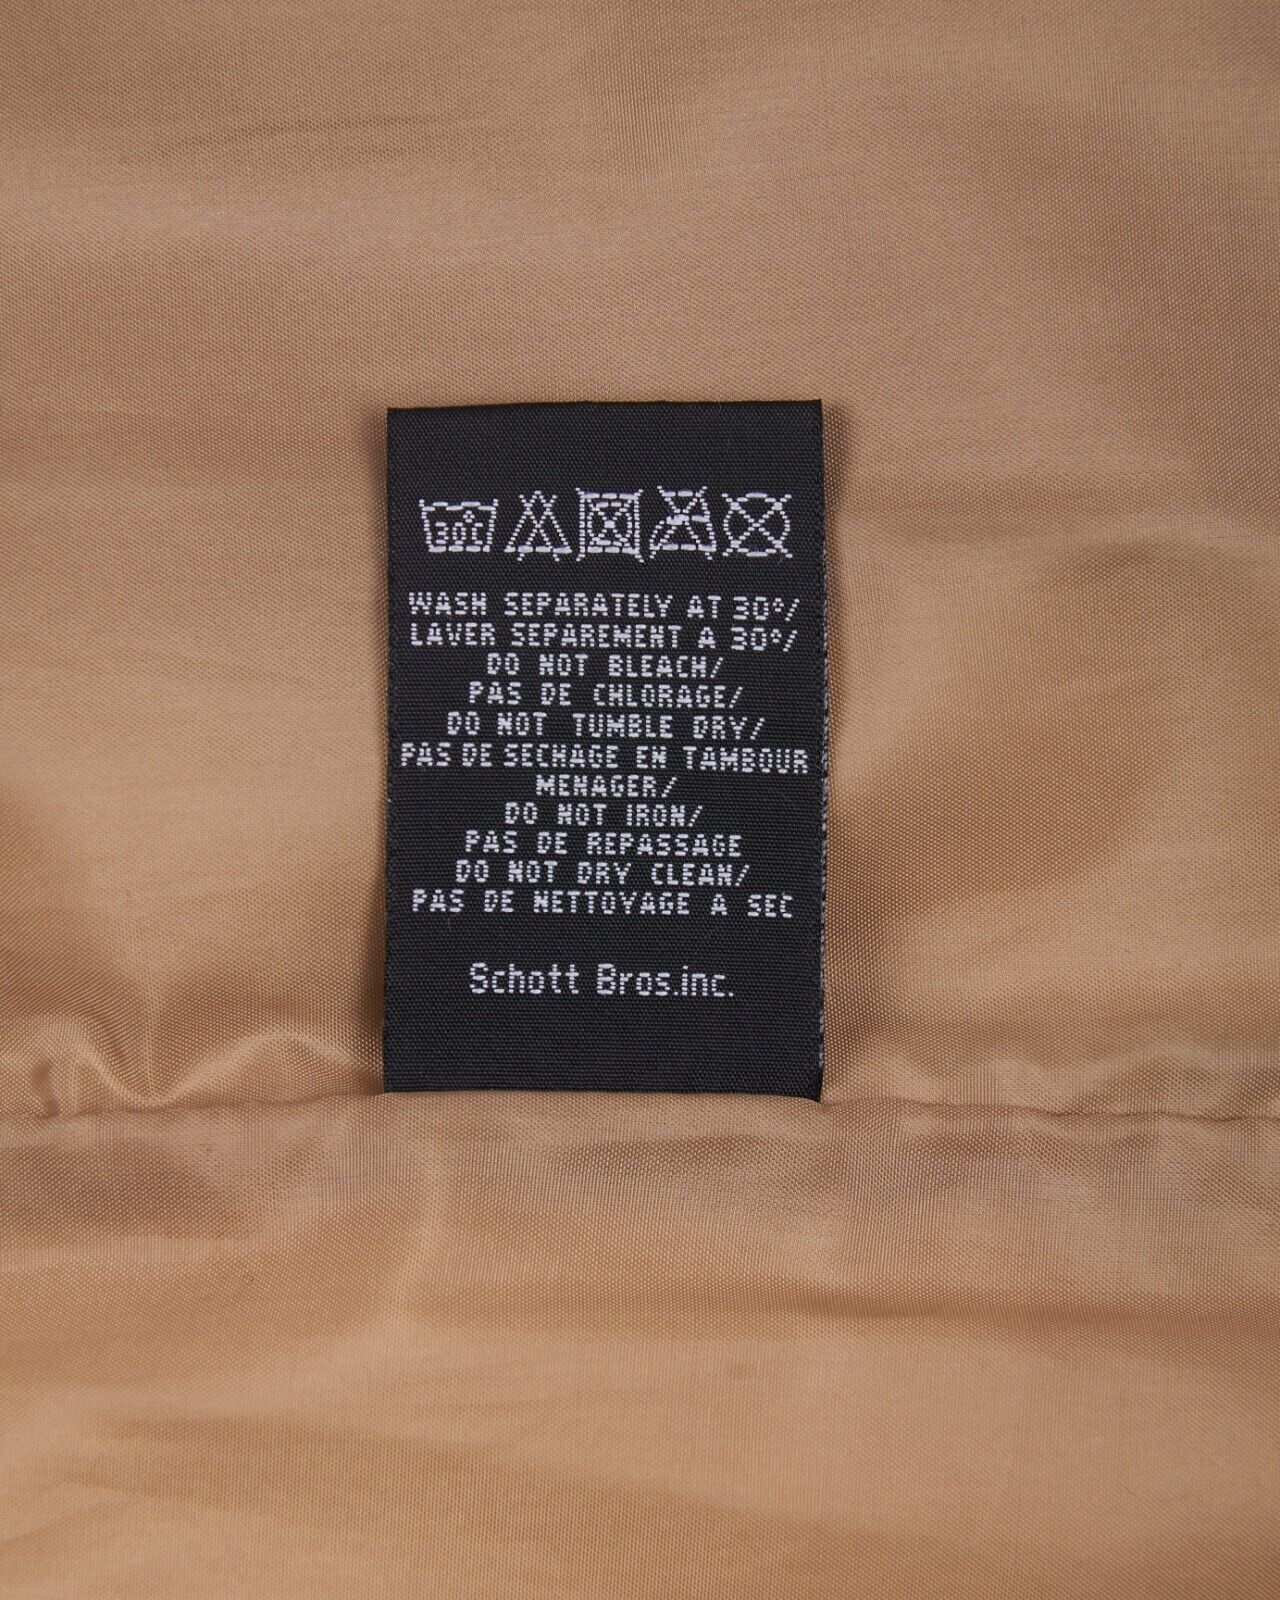 30C
WASH SEPARATELY AT 30°/
LAVER SEPAREMENT A 30°/
DO NOT BLEACH/
PAS DE CHLORAGE/
DO NOT TUMBLE DRY/
PAS DE SECHAGE EN TAMBOUR
MENAGER/
DO NOT IRON/
PAS DE REPASSAGE
DO NOT DRY CLEAN/
PAS DE NETTOYAGE A SEC
Schott Bros.inc.